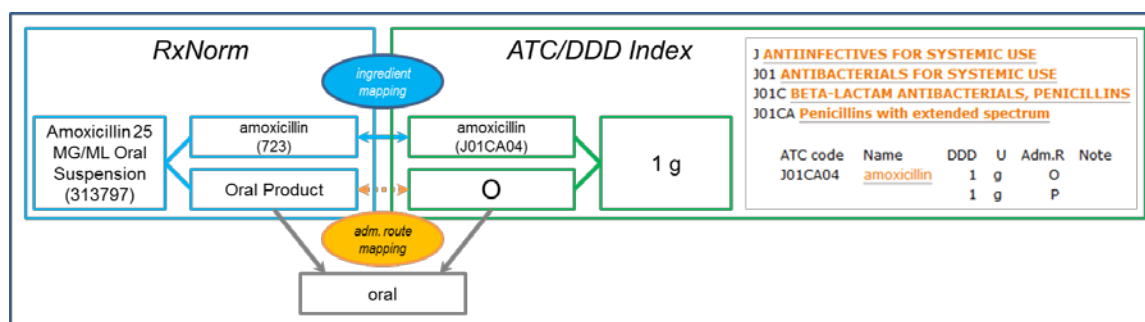 RxNorm
ATC/DDD Index
ingredient
mapping
Amoxicillin 25
MG/ML Oral
Suspension
(313797)
amoxicillin
(723)
amoxicillin
(J01CA04)
1 g
Oral Product
O
adm. route
mapping
oral
J ANTIINFECTIVES FOR SYSTEMIC USE
J01 ANTIBACTERIALS FOR SYSTEMIC USE
J01C BETA-LACTAM ANTIBACTERIALS, PENICILLINS
J01CA Penicillins with extended spectrum
ATC code Name DDD U Adm.R Note
J01CA04 amoxicillin 1 g O
1 g P